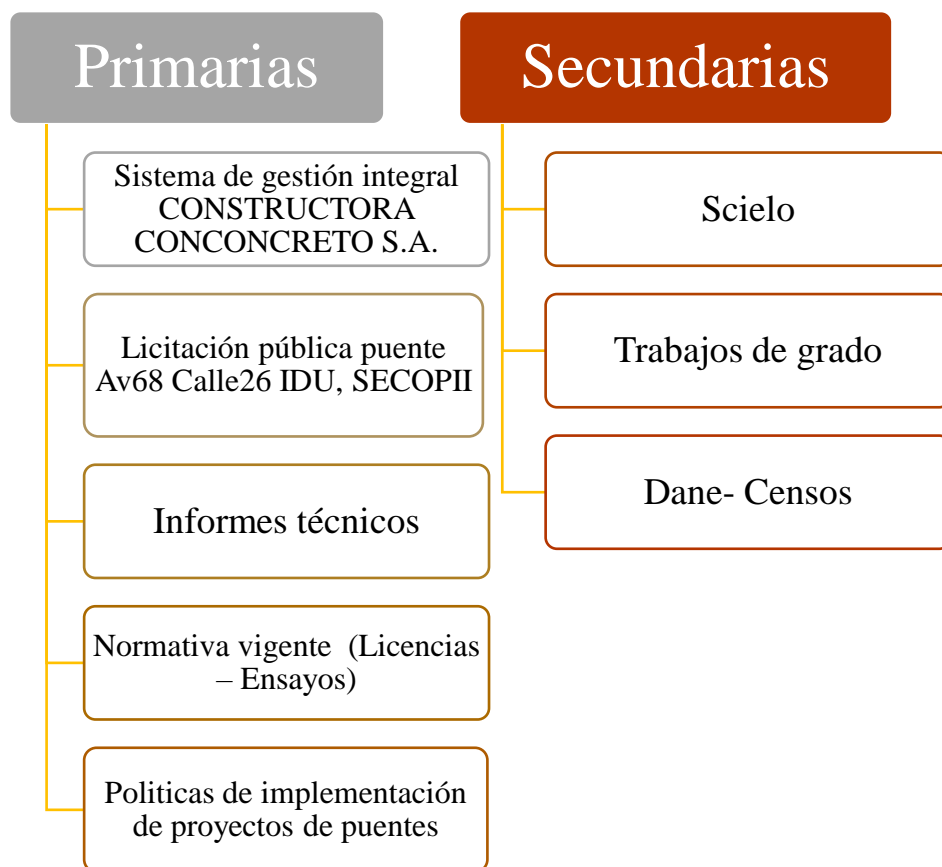 Primarias
Sistema de gestión integral
CONSTRUCTORA
CONCONCRETO S.A.
Licitación pública puente
Av68 Calle26 IDU, SECOPII
Informes técnicos
Normativa vigente (Licencias
– Ensayos)
Politicas de implementación
de proyectos de puentes
Secundarias
Scielo
Trabajos de grado
Dane- Censos